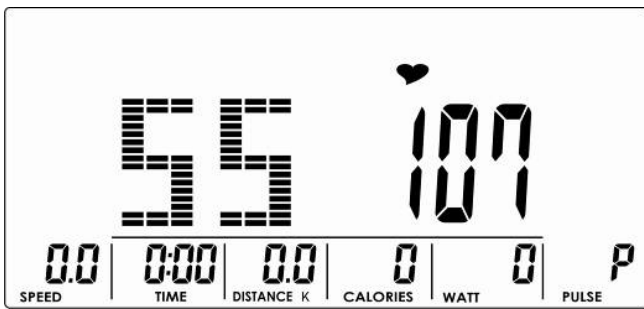 55 107
0.0 0:00 0.0 0 0 P
SPEED TIME DISTANCE K CALORIES WATT PULSE